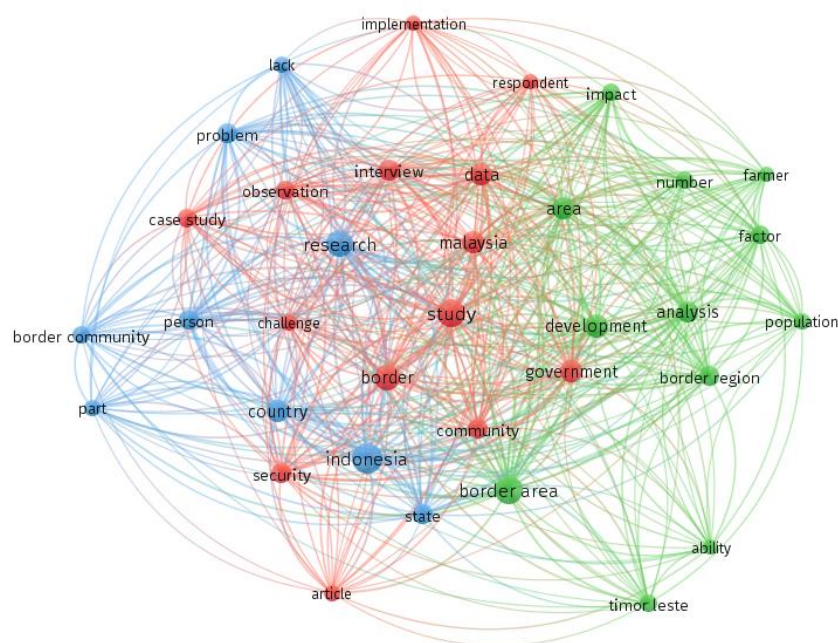 implementation
lack
respondent
impact
problem
interview
data
farmer
number
observation
area
case study
factor
research
malaysia
study
analysis
population
person
challenge
development
border community
government
border region
border
part
country
community
indonesia
security
border area
state
ability
article
timor leste